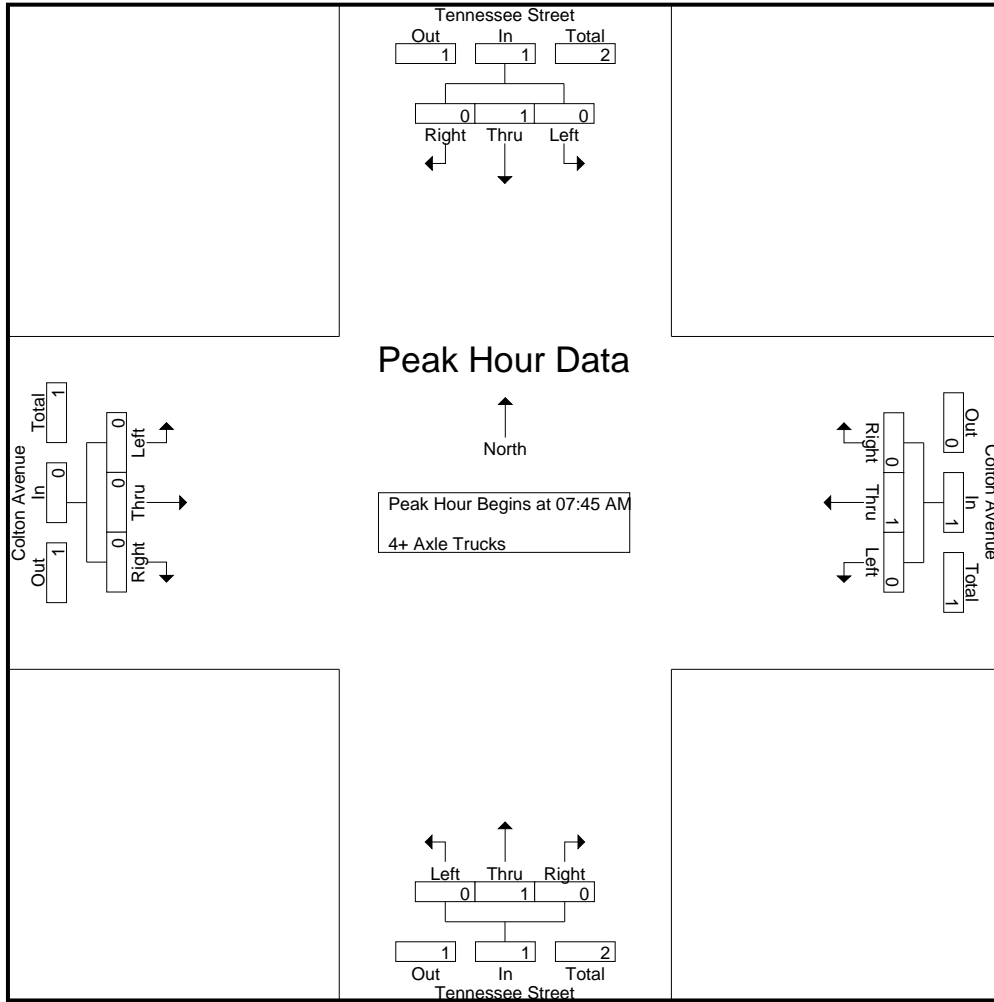 Tennessee Street
Out In Total
1 1 2
0 1 0
Right Thru Left
Peak Hour Data
North
Peak Hour Begins at 07:45 AM
4+ Axle Trucks
Colton Avenue
Out In Total
1 0 1
0 0 0
Right Thru Left
Colton Avenue
Out In Total
0 1 1
0 1 0
Right Thru Left
Left Thru Right
0 1 0
1 1 2
Out In Total
Tennessee Street